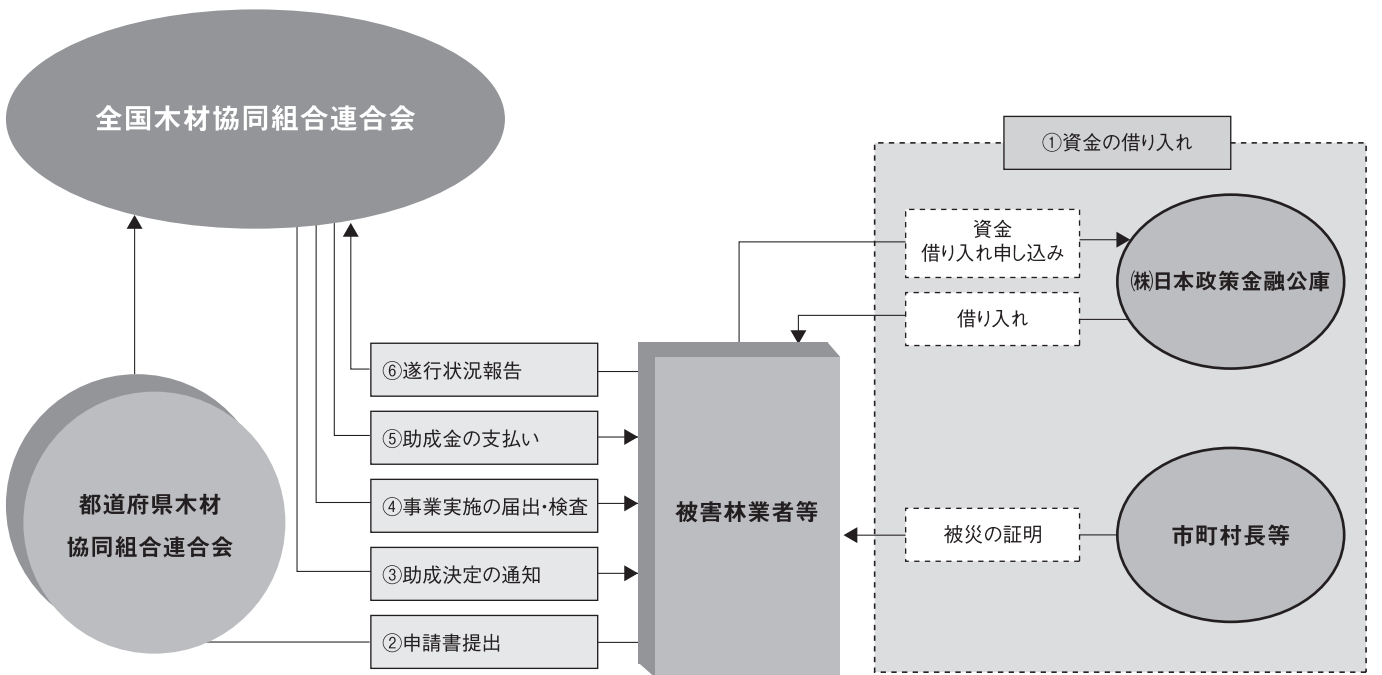 全国木材協同組合連合会
①資金の借り入れ
資金
借り入れ申し込み
㈱日本政策金融公庫
借り入れ
⑥遂行状況報告
⑤助成金の支払い
④事業実施の届出・検査
③助成決定の通知
②申請書提出
都道府県木材
協同組合連合会
被害林業者等
被災の証明
市町村長等